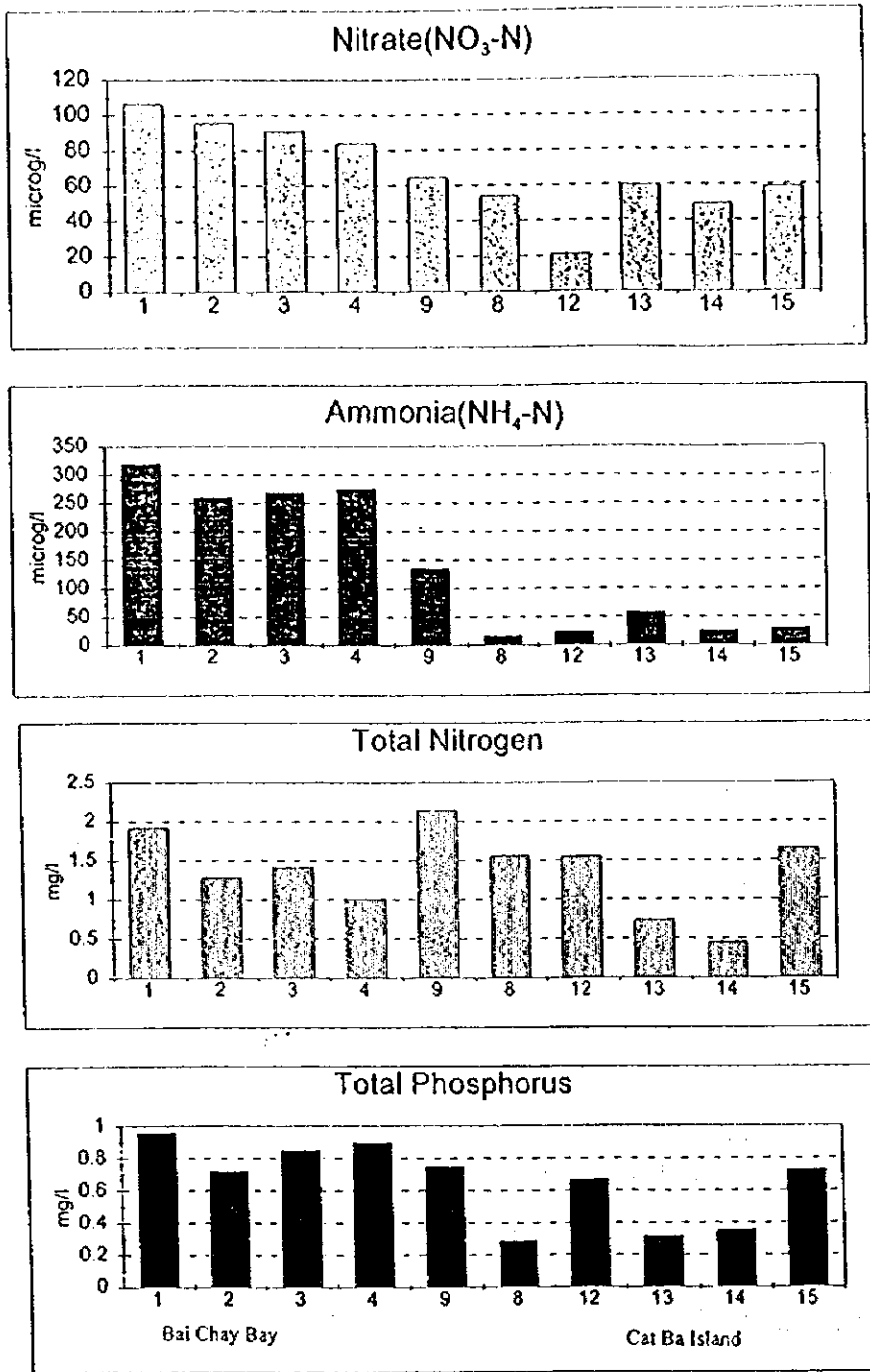 Nitrate(NO₃-N)
microg/l
120
100
80
60
40
20
0
1 2 3 4 9 8 12 13 14 15
Ammonia(NH₄-N)
microg/l
350
300
250
200
150
100
50
0
1 2 3 4 9 8 12 13 14 15
Total Nitrogen
mg/l
2.5
2
1.5
1
0.5
0
1 2 3 4 9 8 12 13 14 15
Total Phosphorus
mg/l
1
0.8
0.6
0.4
0.2
0
1 2 3 4 9 8 12 13 14 15
Bai Chay Bay Cat Ba Island